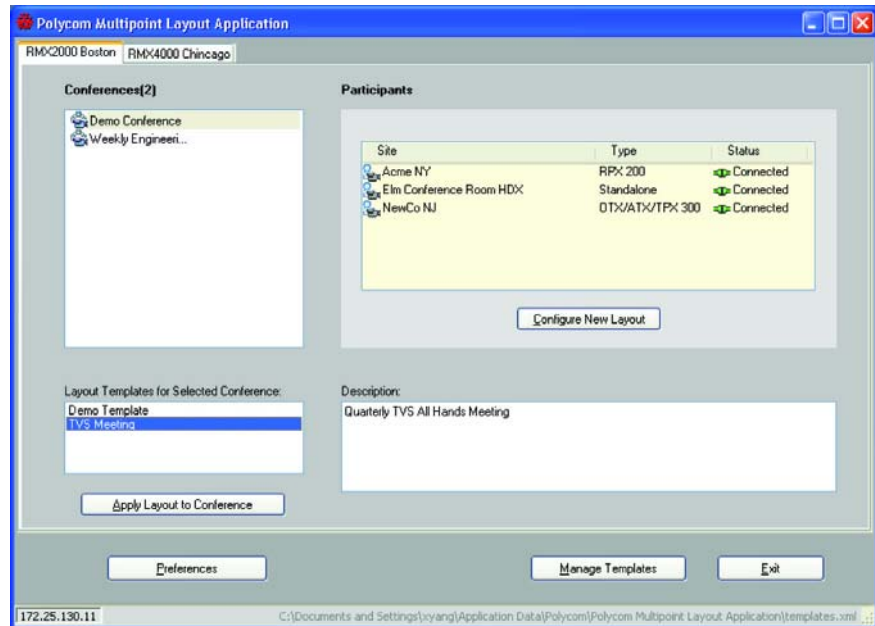 Polycom Multipoint Layout Application
RMX2000 Boston RMX4000 Chincago
Conferences(2)
Demo Conference
Weekly Engineeri...
Participants
Site Type Status
Acme NY RPX 200 Connected
Elm Conference Room HDX Standalone Connected
NewCo NJ OTX/ATX/TPX 300 Connected
Configure New Layout
Layout Templates for Selected Conference:
Demo Template
TVS Meeting
Description:
Quarterly TVS All Hands Meeting
Apply Layout to Conference
Preferences
Manage Templates
Exit
172.25.130.11
C:\Documents and Settings\xyang\Application Data\Polycom\Polycom Multipoint Layout Application\templates.xml